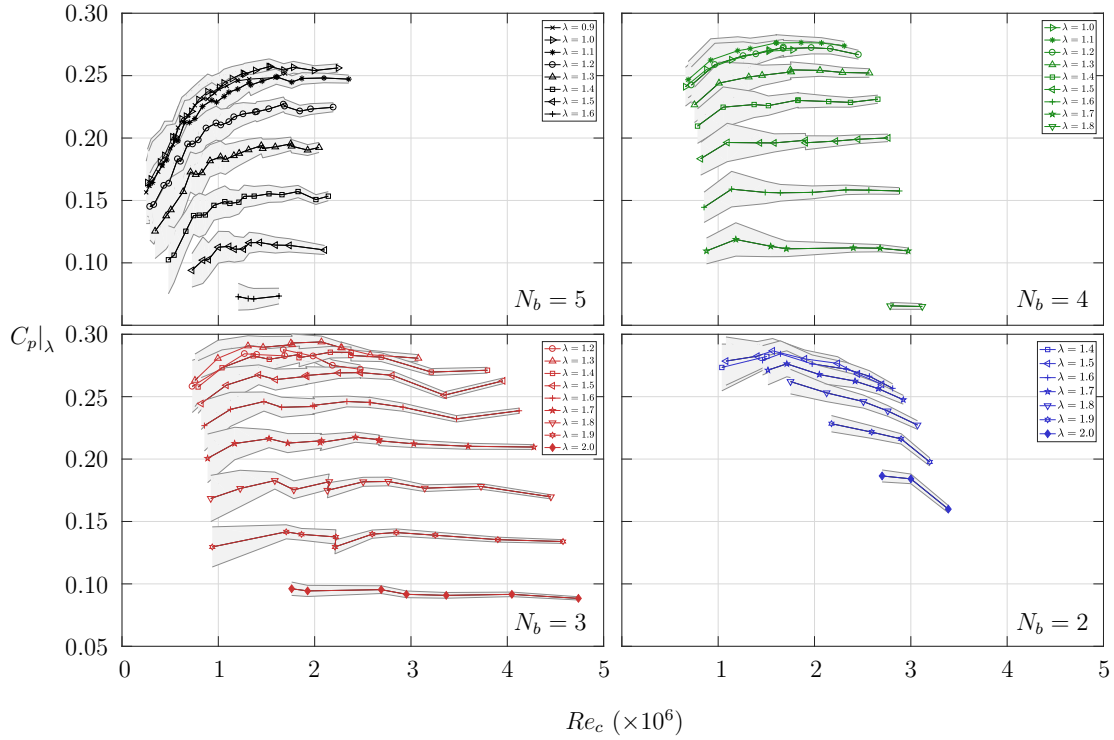 0.30
0.25
0.20
0.15
0.10
λ = 0.9
λ = 1.0
λ = 1.1
λ = 1.2
λ = 1.3
λ = 1.4
λ = 1.5
λ = 1.6
N_b = 5
λ = 1.0
λ = 1.1
λ = 1.2
λ = 1.3
λ = 1.4
λ = 1.5
λ = 1.6
λ = 1.7
λ = 1.8
N_b = 4
C_p|_λ
0.30
0.25
0.20
0.15
0.10
0.05
λ = 1.2
λ = 1.3
λ = 1.4
λ = 1.5
λ = 1.6
λ = 1.7
λ = 1.8
λ = 1.9
λ = 2.0
N_b = 3
0 1 2 3 4 5
λ = 1.4
λ = 1.5
λ = 1.6
λ = 1.7
λ = 1.8
λ = 1.9
λ = 2.0
N_b = 2
1 2 3 4 5
Re_c (×10⁶)